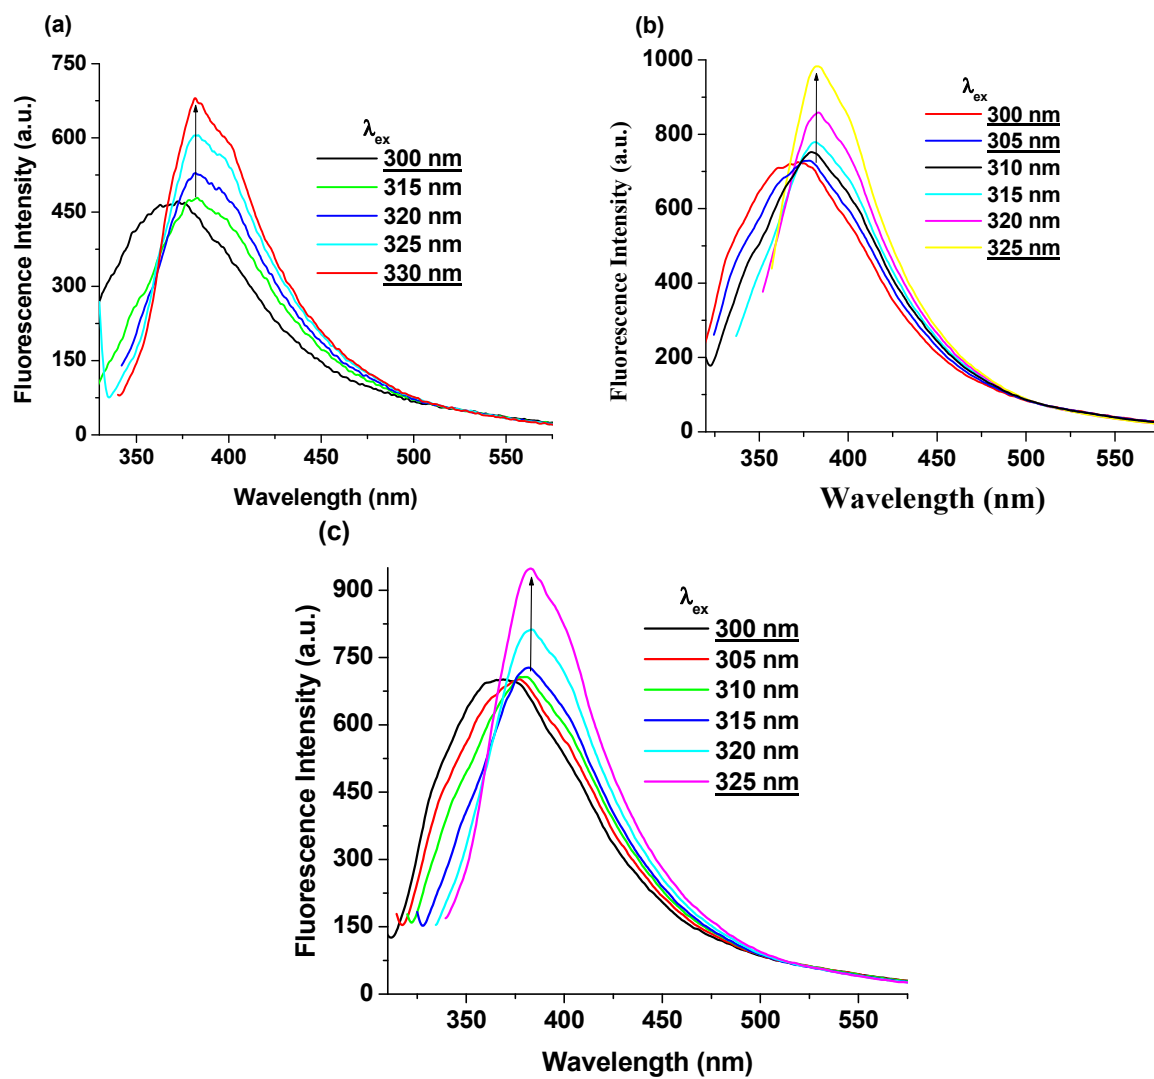 (a)
750
600
450
300
150
0
Fluorescence Intensity (a.u.)
λex
300 nm
315 nm
320 nm
325 nm
330 nm
350 400 450 500 550
Wavelength (nm)
(b)
1000
800
600
400
200
0
Fluorescence Intensity (a.u.)
λex
300 nm
305 nm
310 nm
315 nm
320 nm
325 nm
350 400 450 500 550
Wavelength (nm)
(c)
900
750
600
450
300
150
0
Fluorescence Intensity (a.u.)
λex
300 nm
305 nm
310 nm
315 nm
320 nm
325 nm
350 400 450 500 550
Wavelength (nm)